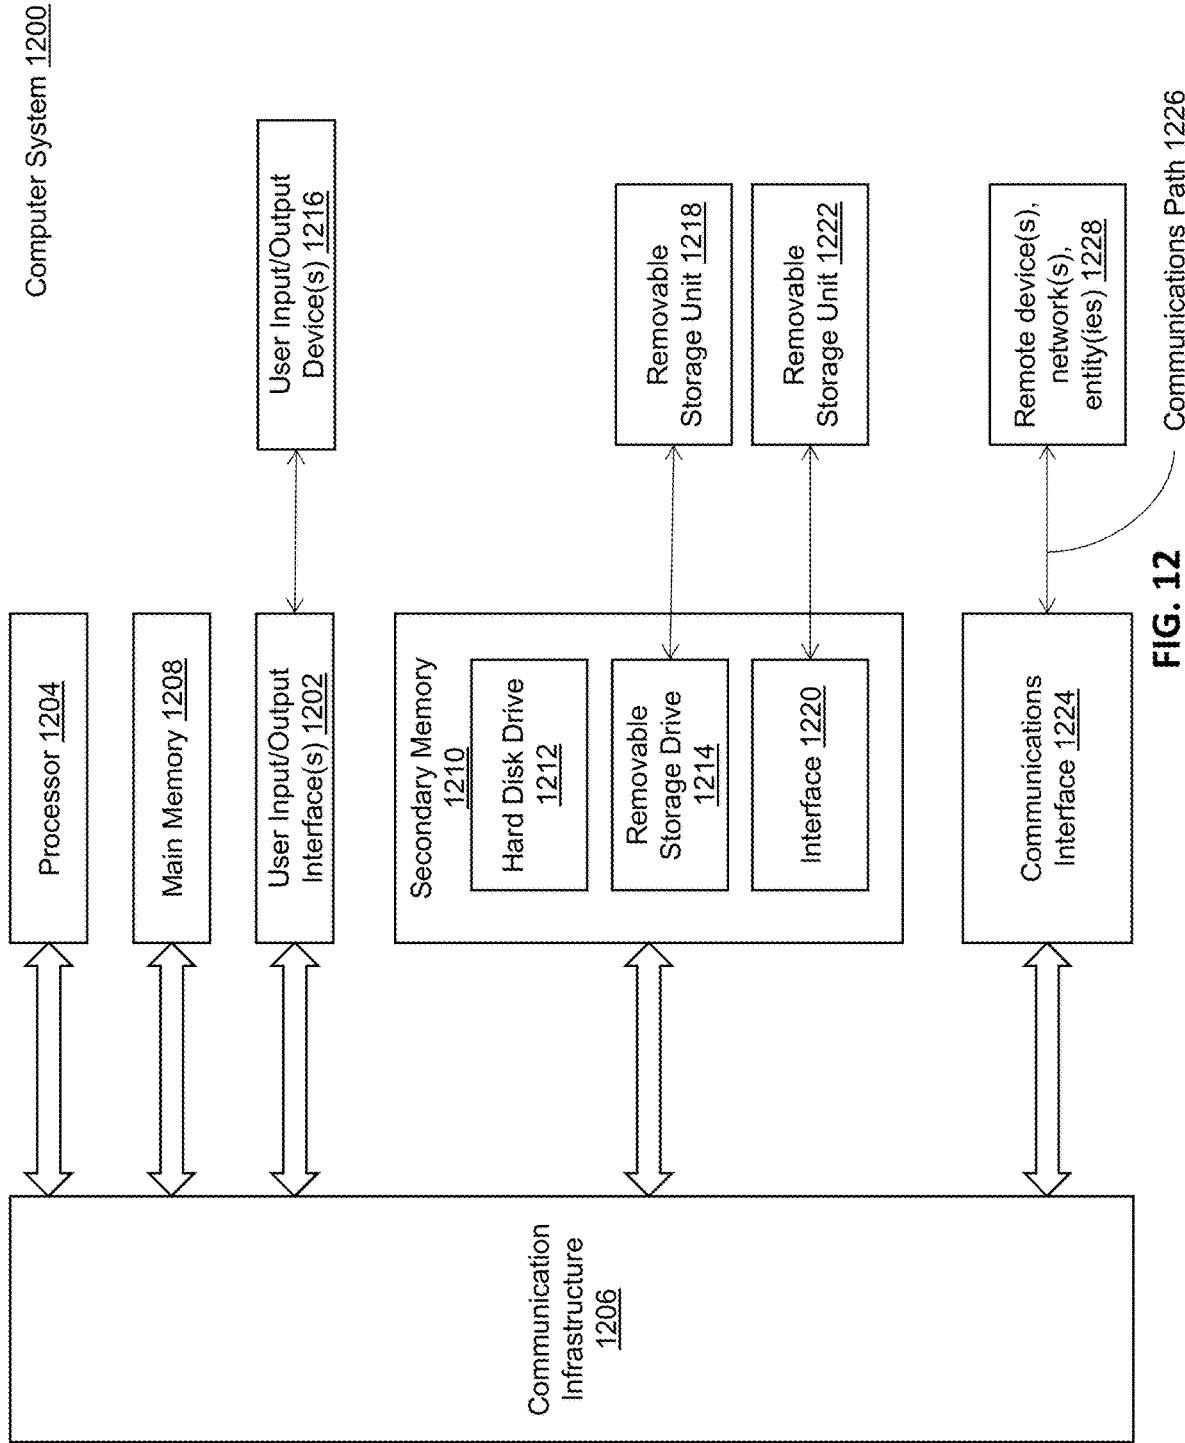 Computer System 1200
Processor 1204
Main Memory 1208
User Input/Output
Interface(s) 1202
User Input/Output
Device(s) 1216
Secondary Memory
1210
Hard Disk Drive
1212
Removable
Storage Drive
1214
Interface 1220
Removable
Storage Unit 1218
Removable
Storage Unit 1222
Communication
Infrastructure
1206
Communications
Interface 1224
Remote device(s),
network(s),
entity(ies) 1228
Communications Path 1226
FIG. 12